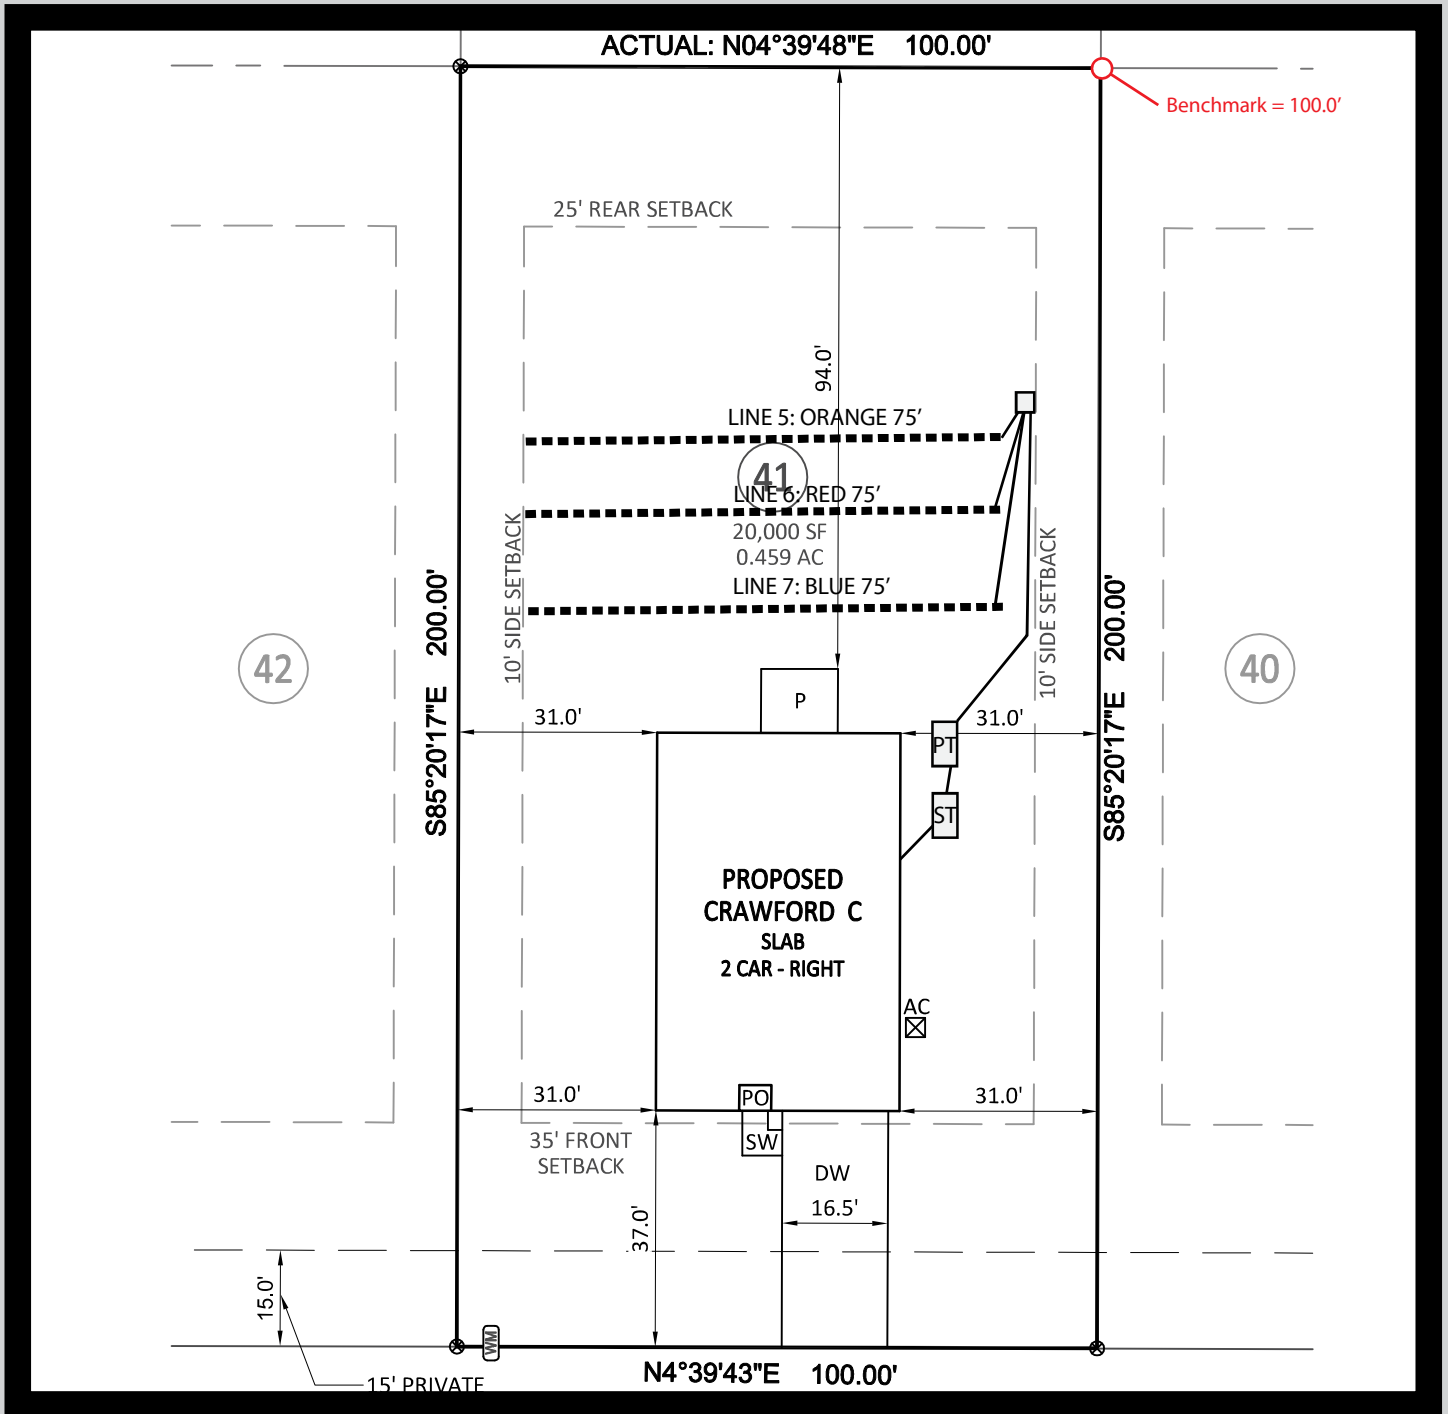 ACTUAL: N04°39'48"E 100.00'
Benchmark = 100.0’
25' REAR SETBACK
94.0'
LINE 5: ORANGE 75’
41
LINE 6: RED 75’
20,000 SF
0.459 AC
LINE 7: BLUE 75’
10' SIDE SETBACK
10' SIDE SETBACK
S85°20'17"E 200.00'
S85°20'17"E 200.00'
42
40
P
31.0'
31.0'
PT
ST
PROPOSED
CRAWFORD C
SLAB
2 CAR - RIGHT
AC
31.0'
PO
31.0'
35' FRONT
SETBACK
SW
DW
16.5'
37.0'
15.0'
WM
N4°39'43"E 100.00'
15' PRIVATE